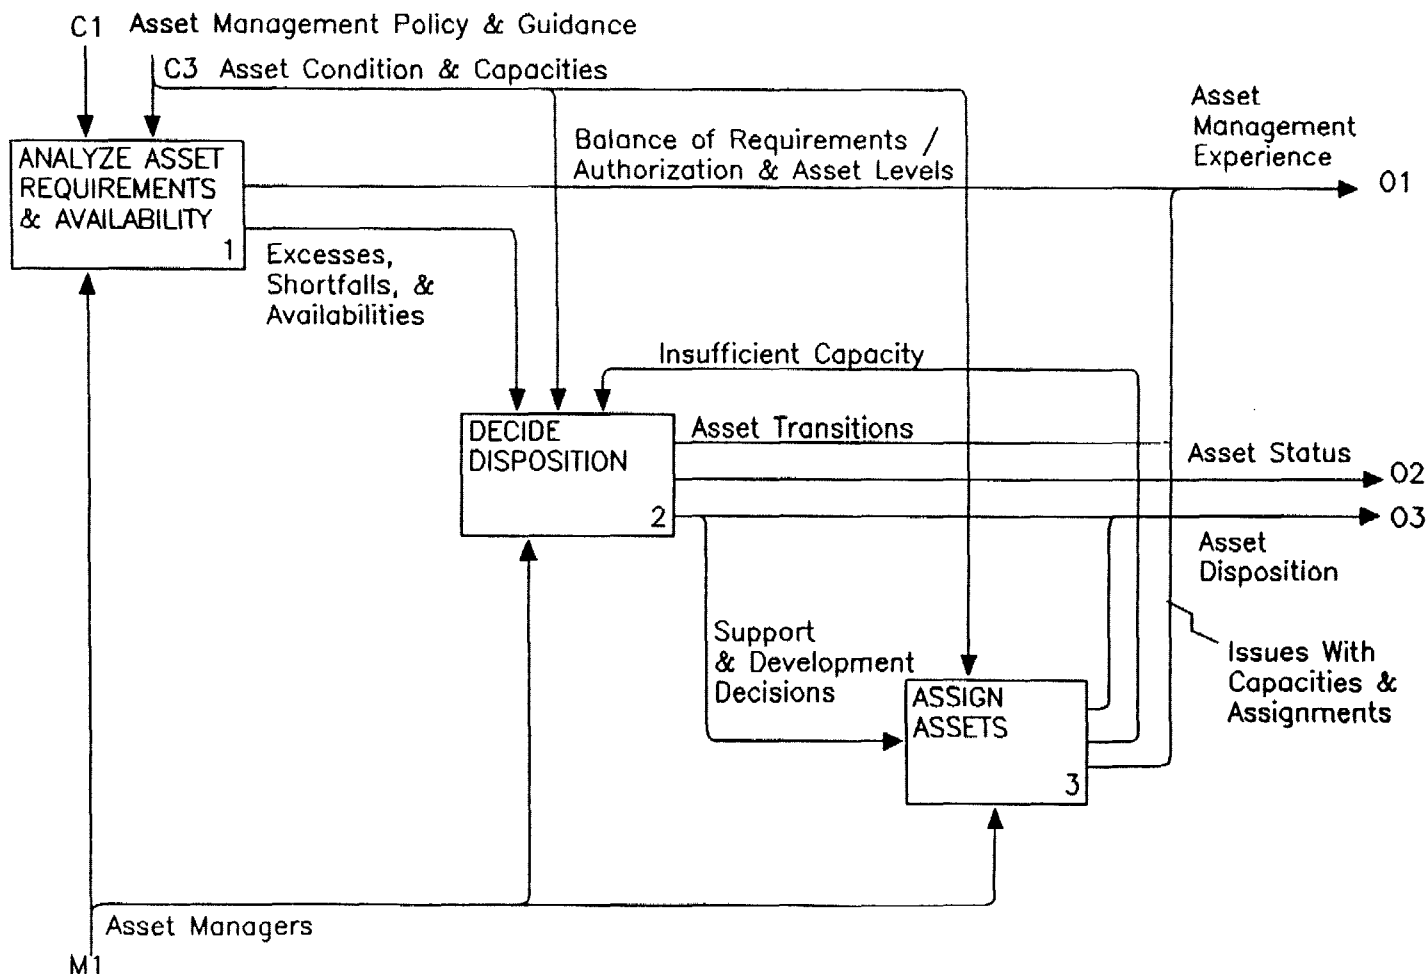 C1 Asset Management Policy & Guidance
C3 Asset Condition & Capacities
Asset
Management
Experience
O1
Balance of Requirements /
Authorization & Asset Levels
ANALYZE ASSET
REQUIREMENTS
& AVAILABILITY
1
Excesses,
Shortfalls, &
Availabilities
Insufficient Capacity
DECIDE
DISPOSITION
2
Asset Transitions
Asset Status
O2
O3
Asset
Disposition
Support
& Development
Decisions
Issues With
Capacities &
Assignments
ASSIGN
ASSETS
3
Asset Managers
M1